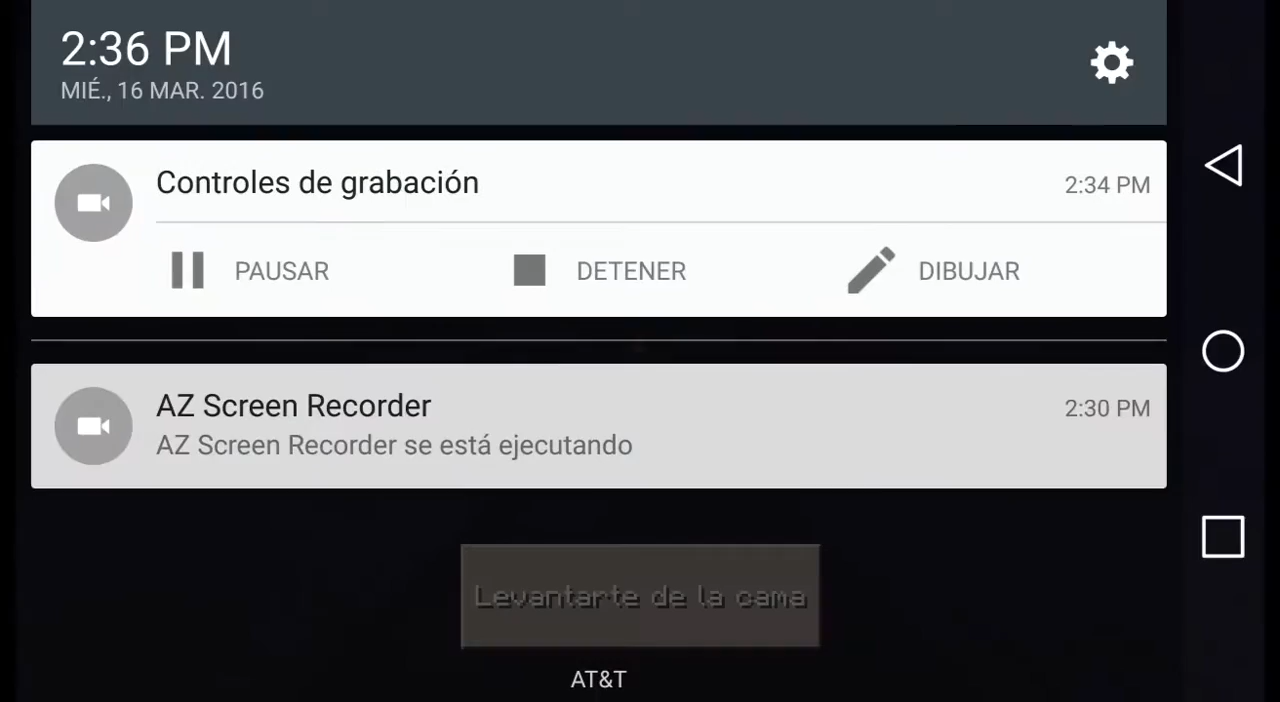 2:36 PM
MIÉ., 16 MAR. 2016
Controles de grabación
2:34 PM
PAUSAR
DETENER
DIBUJAR
AZ Screen Recorder
2:30 PM
AZ Screen Recorder se está ejecutando
Levantarte de la cama
AT&T